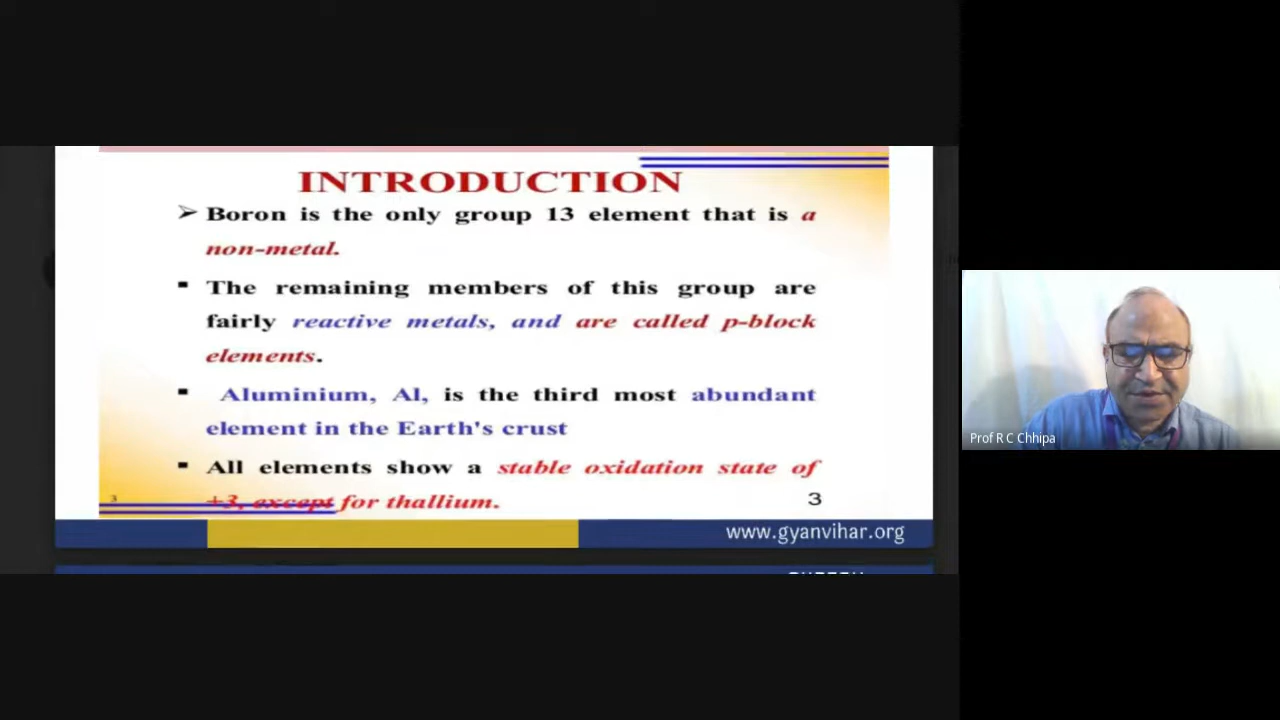 INTRODUCTION
➢ Boron is the only group 13 element that is a
non-metal.
▪ The remaining members of this group are
fairly reactive metals, and are called p-block
elements.
▪ Aluminium, Al, is the third most abundant
element in the Earth's crust
▪ All elements show a stable oxidation state of
+3, except for thallium.
3
3
www.gyanvihar.org
Prof R C Chhipa